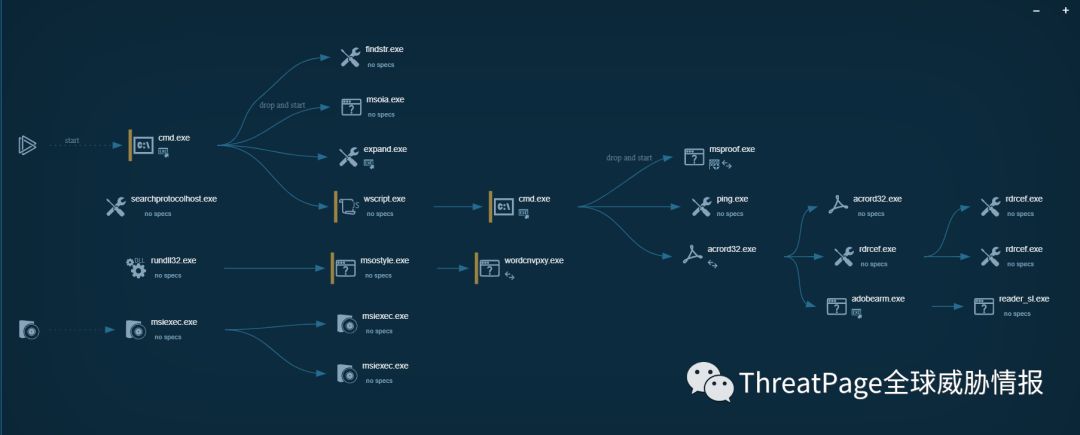 start
cmd.exe
findstr.exe
no specs
drop and start
msoia.exe
no specs
expand.exe
wscript.exe
no specs
cmd.exe
drop and start
msproof.exe
ping.exe
no specs
acrord32.exe
acrord32.exe
no specs
rdrcef.exe
no specs
adobearm.exe
rdrcef.exe
no specs
rdrcef.exe
no specs
reader_sl.exe
no specs
searchprotocolhost.exe
no specs
rundll32.exe
no specs
msostyle.exe
no specs
wordcnvpxy.exe
msiexec.exe
no specs
msiexec.exe
no specs
msiexec.exe
no specs
ThreatPage全球威胁情报